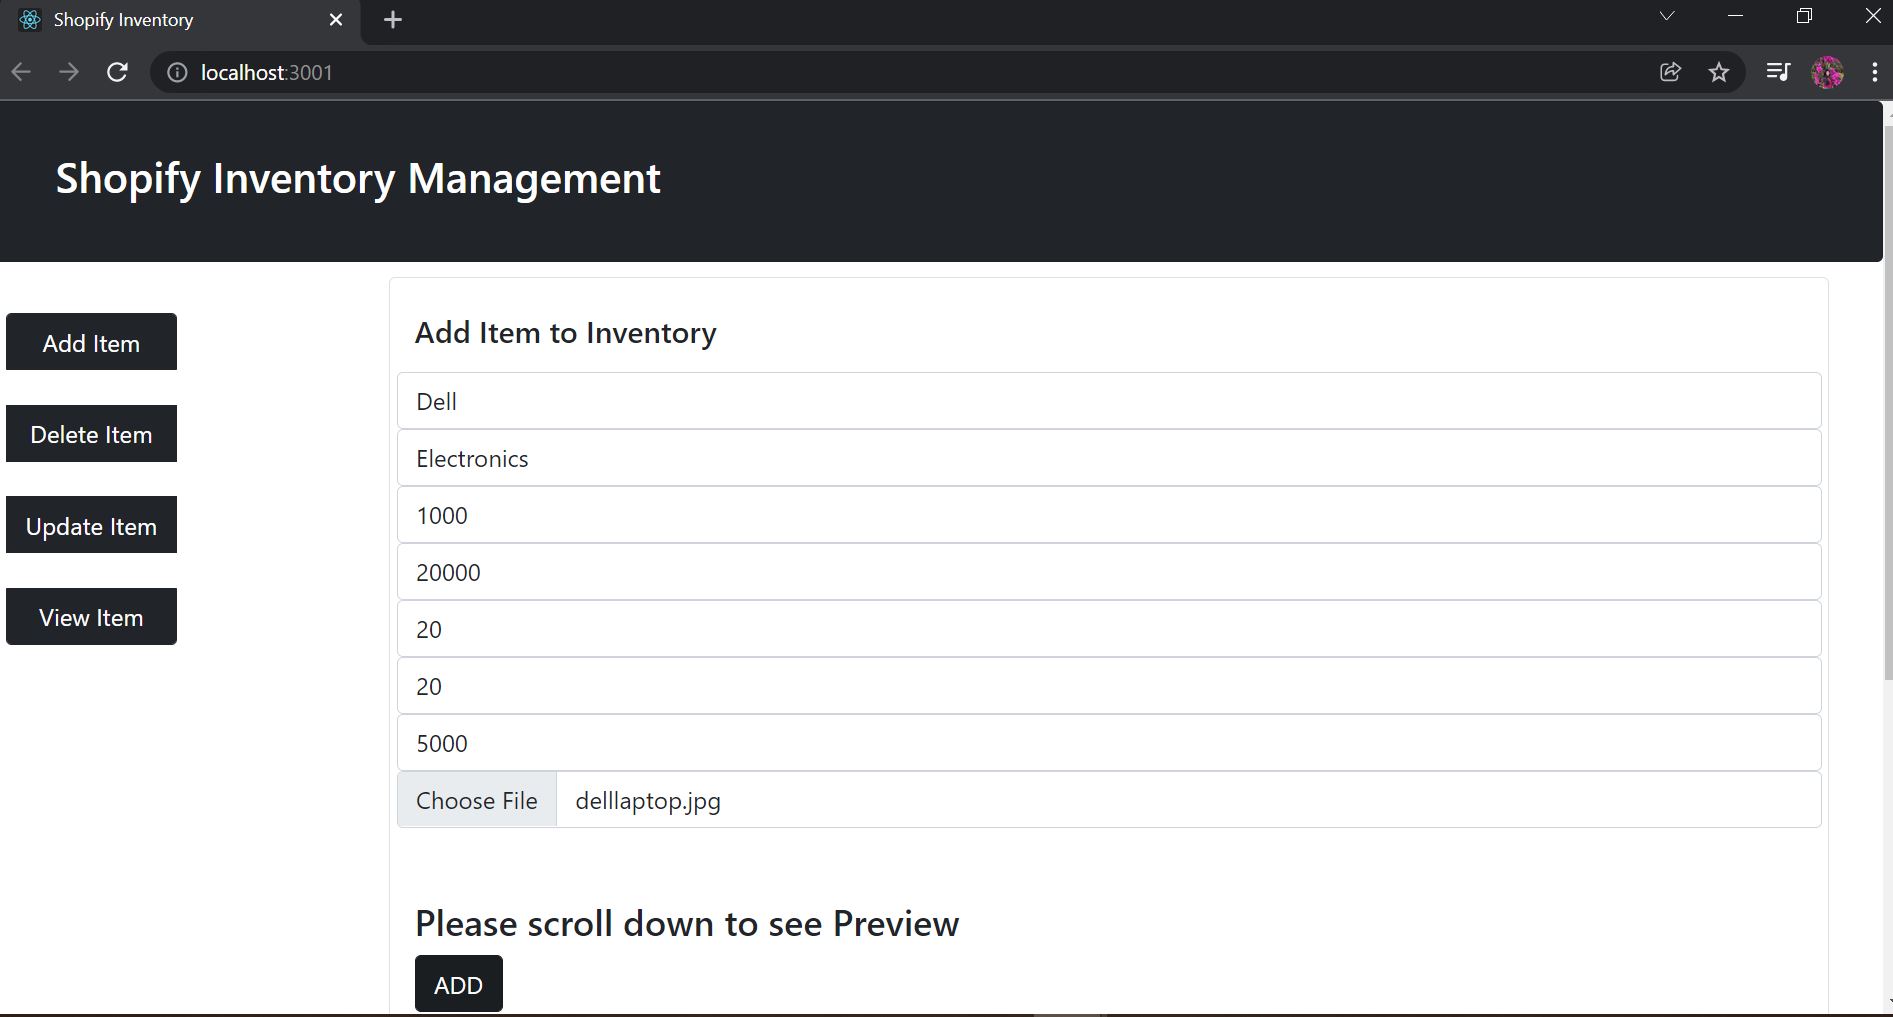 Shopify Inventory
localhost:3001
Shopify Inventory Management
Add Item
Delete Item
Update Item
View Item
Add Item to Inventory
Dell
Electronics
1000
20000
20
20
5000
Choose File delllaptop.jpg
Please scroll down to see Preview
ADD